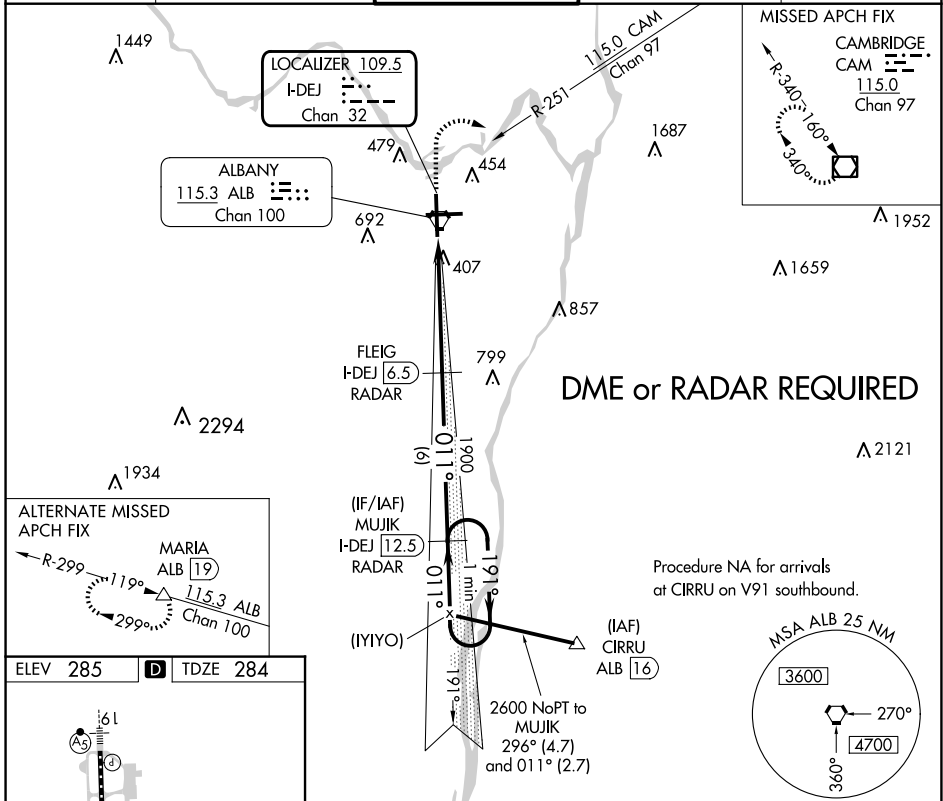 1449
LOCALIZER 109.5
I-DEJ
Chan 32
115.0 CAM
Chan 97
R-251
MISSED APCH FIX
CAMBRIDGE
CAM
115.0
Chan 97
R-340
160°
340°
479
454
1687
ALBANY
115.3 ALB
Chan 100
692
407
1952
1659
857
FLEIG
I-DEJ 6.5
RADAR
799
DME or RADAR REQUIRED
2294
011°
(6)
1900
2121
1934
ALTERNATE MISSED
APCH FIX
MARIA
ALB 19
R-299
119°
299°
115.3 ALB
Chan 100
(IF/IAF)
MUJIK
I-DEJ 12.5
RADAR
011°
1 min
191°
Procedure NA for arrivals
at CIRRU on V91 southbound.
(IYIYO)
(IAF)
CIRRU
ALB 16
191°
2600 NoPT to
MUJIK
296° (4.7)
and 011° (2.7)
MSA ALB 25 NM
3600
270°
4700
360°
ELEV 285
D
TDZE 284
19
A5
P